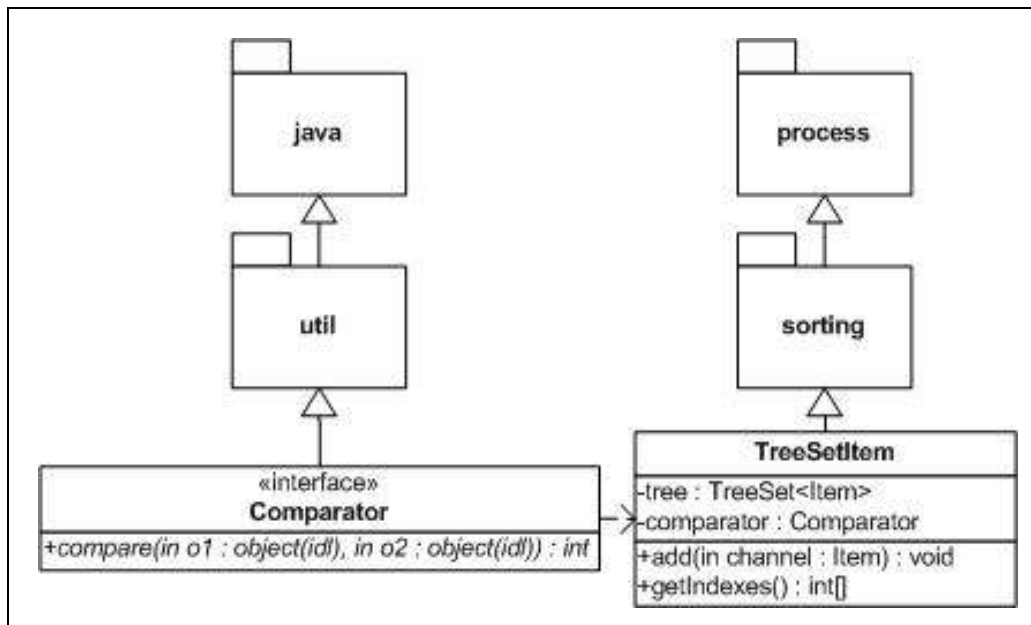 java
process
util
sorting
«interface»
Comparator
+compare(in o1 : object(idl), in o2 : object(idl)) : int
TreeSetItem
-tree : TreeSet<Item>
-comparator : Comparator
+add(in channel : Item) : void
+getIndexes() : int[]